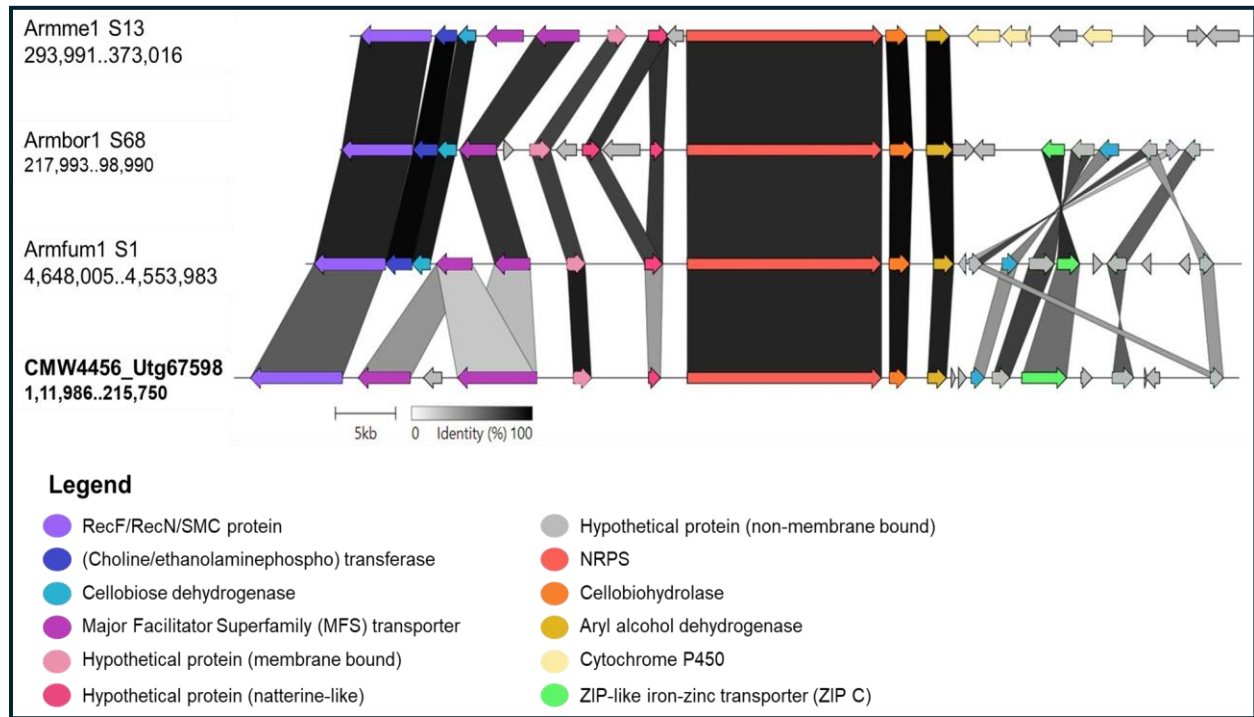 Armme1 S13
293,991..373,016
Armbor1 S68
217,993..98,990
Armfum1 S1
4,648,005..4,553,983
CMW4456_Utg67598
1,11,986..215,750
5kb
0 Identity (%) 100
Legend
RecF/RecN/SMC protein
(Choline/ethanolaminephospho) transferase
Cellobiose dehydrogenase
Major Facilitator Superfamily (MFS) transporter
Hypothetical protein (membrane bound)
Hypothetical protein (natterine-like)
Hypothetical protein (non-membrane bound)
NRPS
Cellobiohydrolase
Aryl alcohol dehydrogenase
Cytochrome P450
ZIP-like iron-zinc transporter (ZIP C)